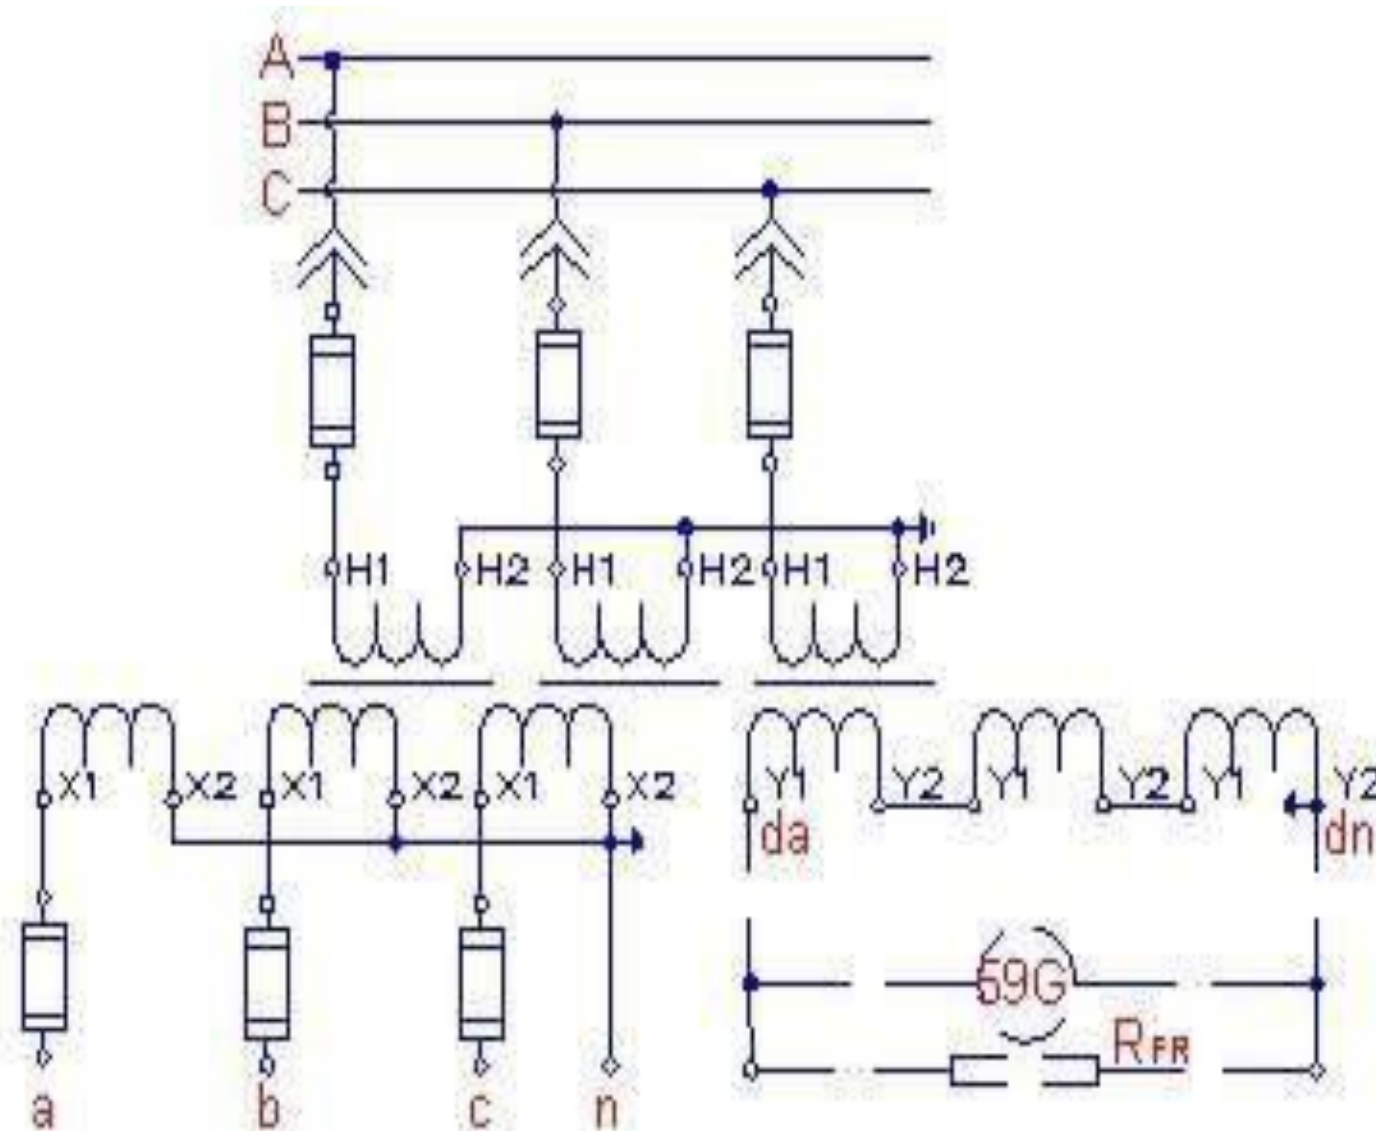 A
B
C
H1 H2 H1 H2 H1 H2
X1 X2 X1 X2 X1 X2 Y1 Y2 Y1 Y2 Y1 Y2
da dn
59G
RFR
a b c n